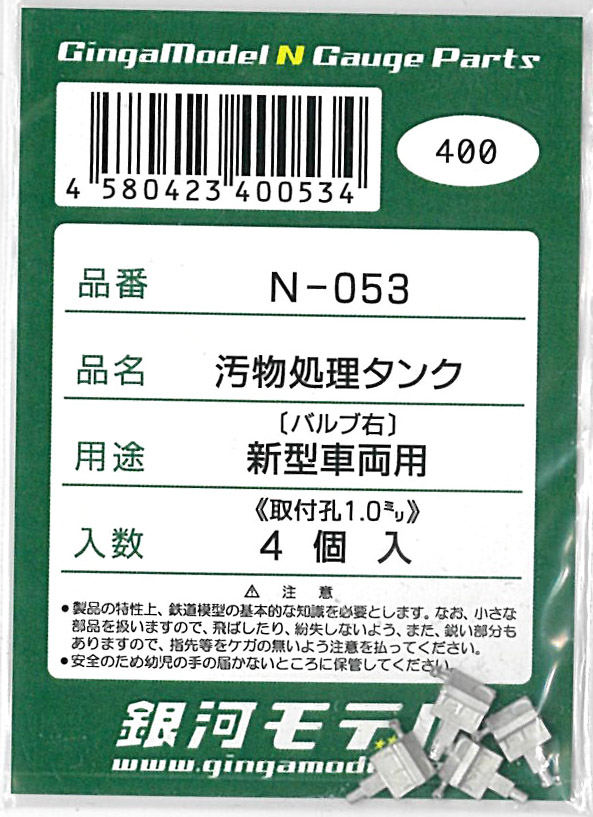 GingaModel N Gauge Parts
4 580423 400534
400
品番 N-053
品名 汚物処理タンク
〔バルブ右〕
用途 新型車両用
《取付孔1.0㍉》
入数 4個入
⚠ 注意
●製品の特性上、鉄道模型の基本的な知識を必要とします。なお、小さな
部品を扱いますので、飛ばしたり、紛失しないよう、また、鋭い部分も
ありますので、指先等をケガの無いよう注意を払ってください。
●安全のため幼児の手の届かないところに保管してください。
銀河モデル
www.gingamod